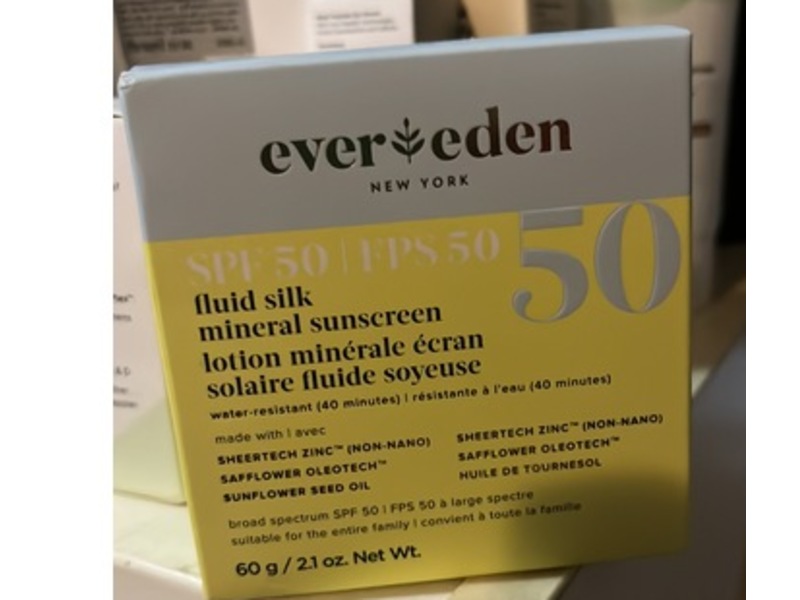 ever eden
NEW YORK
SPF 50 | FPS 50
50
fluid silk
mineral sunscreen
lotion minérale écran
solaire fluide soyeuse
water-resistant (40 minutes) | résistante à l'eau (40 minutes)
made with | avec
SHEERTECH ZINC™ (NON-NANO)
SAFFLOWER OLEOTECH™
SUNFLOWER SEED OIL
SHEERTECH ZINC™ (NON-NANO)
SAFFLOWER OLEOTECH™
HUILE DE TOURNESOL
broad spectrum SPF 50 | FPS 50 à large spectre
suitable for the entire family | convient à toute la famille
60 g / 2.1 oz. Net Wt.